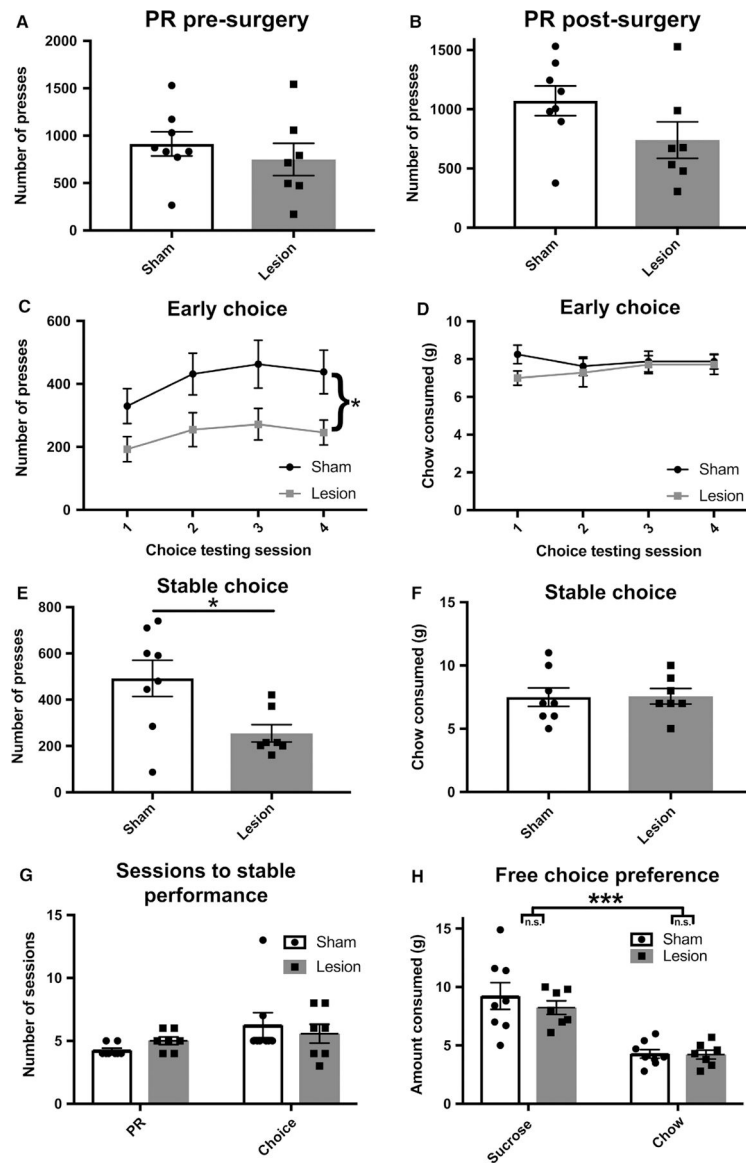 A
PR pre-surgery
Number of presses
2000
1500
1000
500
0
Sham
Lesion
B
PR post-surgery
Number of presses
1500
1000
500
0
Sham
Lesion
C
Early choice
Number of presses
600
400
200
0
*
Sham
Lesion
1 2 3 4
Choice testing session
D
Early choice
Chow consumed (g)
10
8
6
4
2
0
Sham
Lesion
1 2 3 4
Choice testing session
E
Stable choice
*
Number of presses
800
600
400
200
0
Sham
Lesion
F
Stable choice
Chow consumed (g)
15
10
5
0
Sham
Lesion
G
Sessions to stable
performance
Number of sessions
15
10
5
0
Sham
Lesion
PR
Choice
H
Free choice preference
***
n.s.
n.s.
Amount consumed (g)
15
10
5
0
Sham
Lesion
Sucrose
Chow